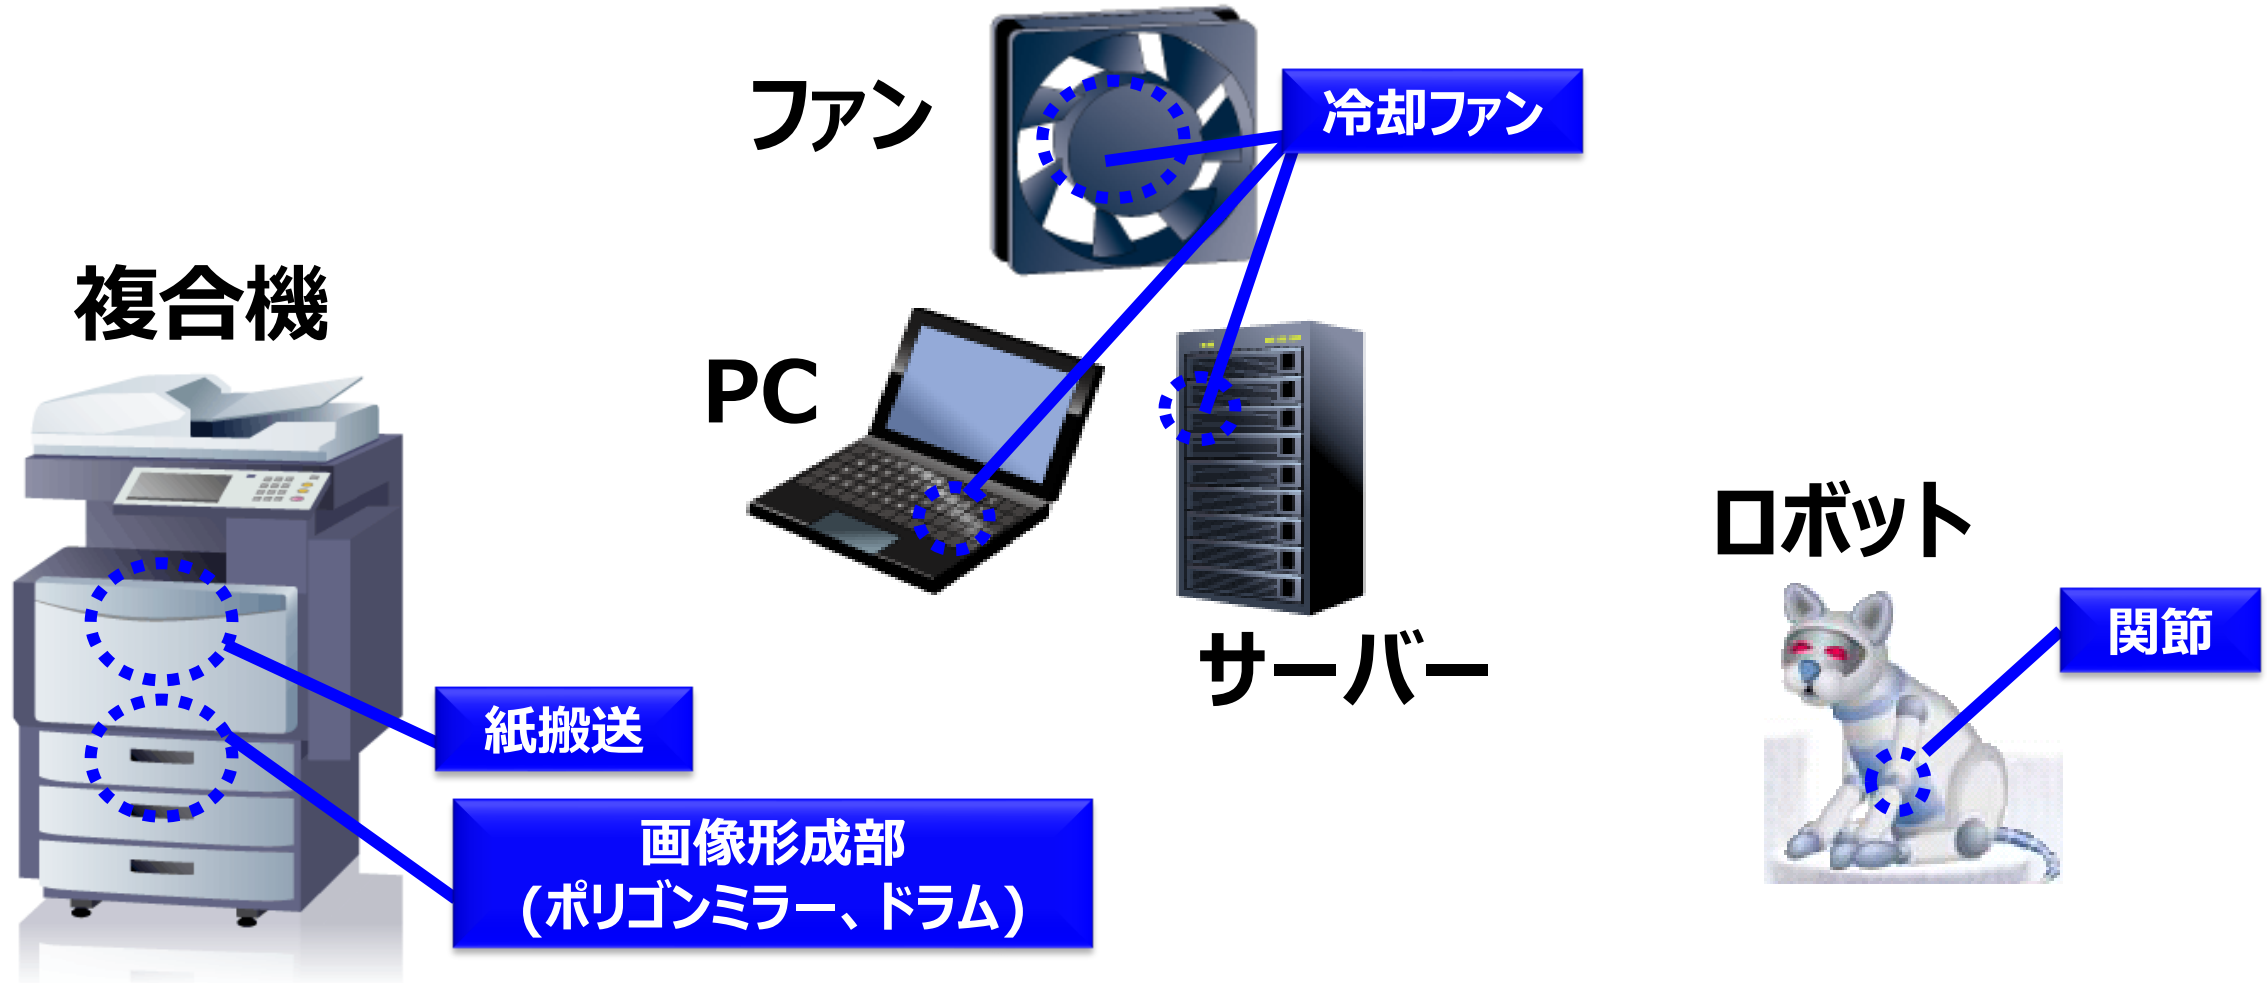 ファン
冷却ファン
複合機
PC
サーバー
ロボット
関節
紙搬送
画像形成部
(ポリゴンミラー、ドラム)